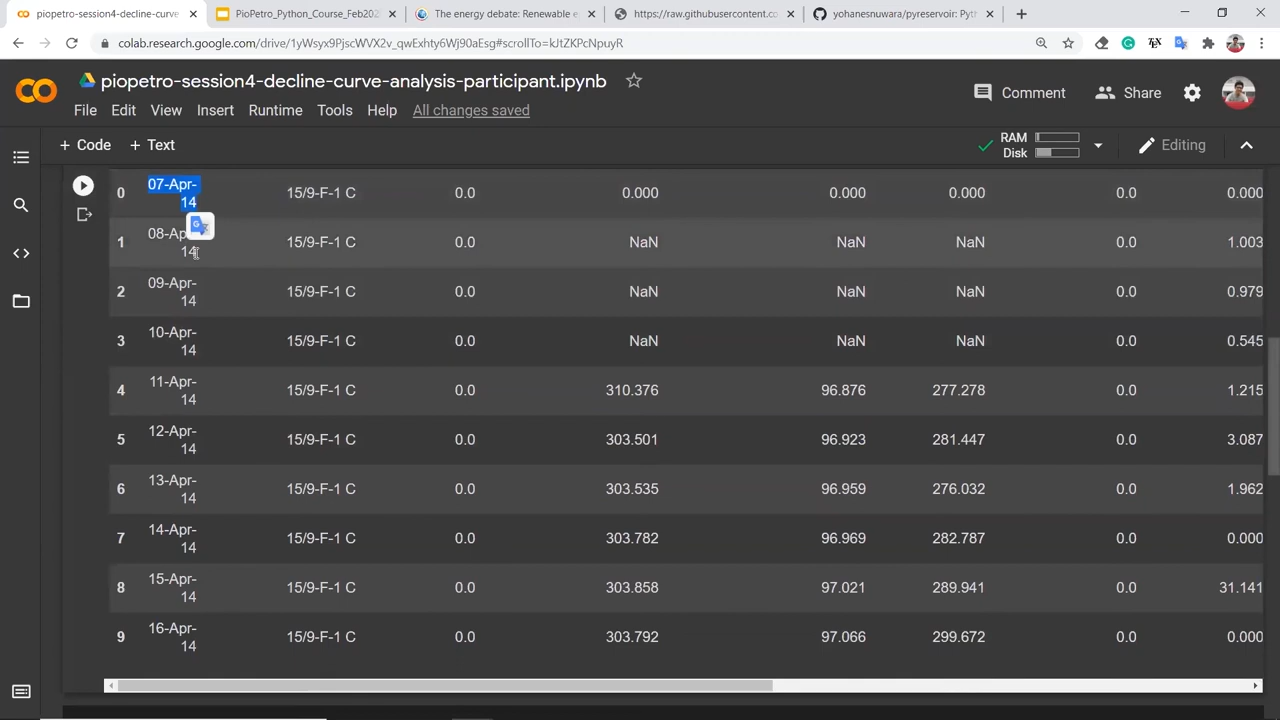 piopetro-session4-decline-curve
PioPetro_Python_Course_Feb202
The energy debate: Renewable e
https://raw.githubusercontent.co
yohanesnuwara/pyreservoir: Pyt
colab.research.google.com/drive/1yWsyx9PjscWVX2v_qwExhty6Wj90aEsg#scrollTo=kJtZKPcNpuyR
piopetro-session4-decline-curve-analysis-participant.ipynb
Comment
Share
File Edit View Insert Runtime Tools Help All changes saved
+ Code + Text
RAM
Disk
Editing
0 07-Apr-
14 15/9-F-1 C 0.0 0.000 0.000 0.000 0.0 0.000
1 08-Ap
14 15/9-F-1 C 0.0 NaN NaN NaN 0.0 1.003
2 09-Apr-
14 15/9-F-1 C 0.0 NaN NaN NaN 0.0 0.979
3 10-Apr-
14 15/9-F-1 C 0.0 NaN NaN NaN 0.0 0.545
4 11-Apr-
14 15/9-F-1 C 0.0 310.376 96.876 277.278 0.0 1.215
5 12-Apr-
14 15/9-F-1 C 0.0 303.501 96.923 281.447 0.0 3.087
6 13-Apr-
14 15/9-F-1 C 0.0 303.535 96.959 276.032 0.0 1.962
7 14-Apr-
14 15/9-F-1 C 0.0 303.782 96.969 282.787 0.0 0.000
8 15-Apr-
14 15/9-F-1 C 0.0 303.858 97.021 289.941 0.0 31.141
9 16-Apr-
14 15/9-F-1 C 0.0 303.792 97.066 299.672 0.0 0.000